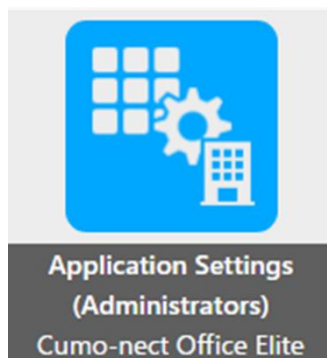 Application Settings
(Administrators)
Cumo-nect Office Elite